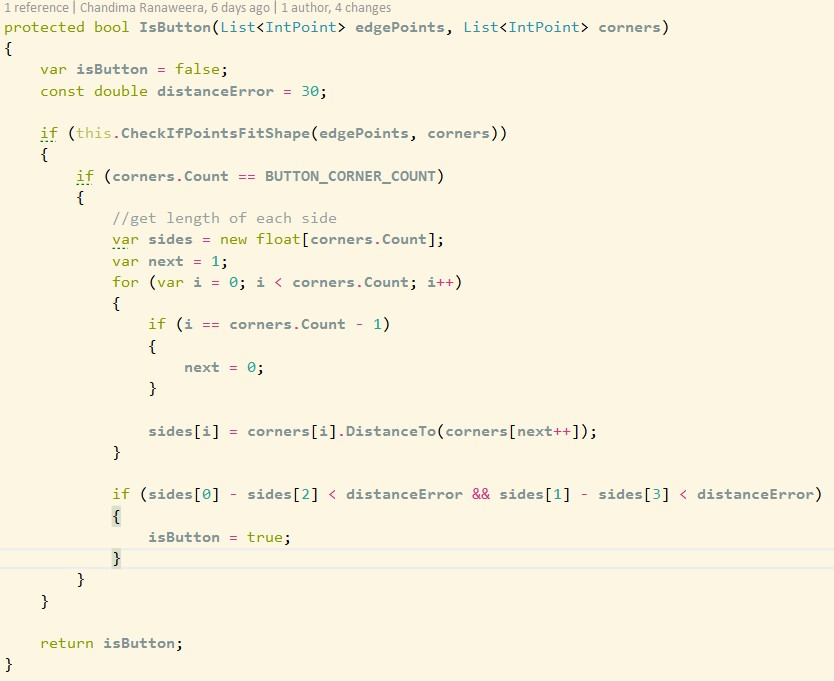 1 reference | Chandima Ranaweera, 6 days ago | 1 author, 4 changes
protected bool IsButton(List<IntPoint> edgePoints, List<IntPoint> corners)
{
    var isButton = false;
    const double distanceError = 30;

    if (this.CheckIfPointsFitShape(edgePoints, corners))
    {
        if (corners.Count == BUTTON_CORNER_COUNT)
        {
            //get length of each side
            var sides = new float[corners.Count];
            var next = 1;
            for (var i = 0; i < corners.Count; i++)
            {
                if (i == corners.Count - 1)
                {
                    next = 0;
                }

                sides[i] = corners[i].DistanceTo(corners[next++]);
            }

            if (sides[0] - sides[2] < distanceError && sides[1] - sides[3] < distanceError)
            {
                isButton = true;
            }
        }
    }

    return isButton;
}